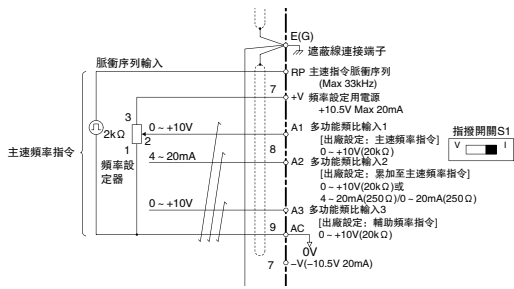 E(G)
遮蔽線連接端子
脈衝序列輸入
RP 主速指令脈衝序列
(Max 33kHz)
7
+V 頻率設定用電源
+10.5V Max 20mA
3
2kΩ
2
1
0~+10V
A1 多功能類比輸入1
[出廠設定：主速頻率指令]
0~+10V(20kΩ)
指撥開關S1
V
I
主速頻率指令
頻率設
定器
8
4~20mA
A2 多功能類比輸入2
[出廠設定：累加至主速頻率指令]
0~+10V(20kΩ)或
4~20mA(250Ω)/0~20mA(250Ω)
0~+10V
A3 多功能類比輸入3
[出廠設定：輔助頻率指令]
0~+10V(20kΩ)
9
AC
0V
7
-V(-10.5V 20mA)